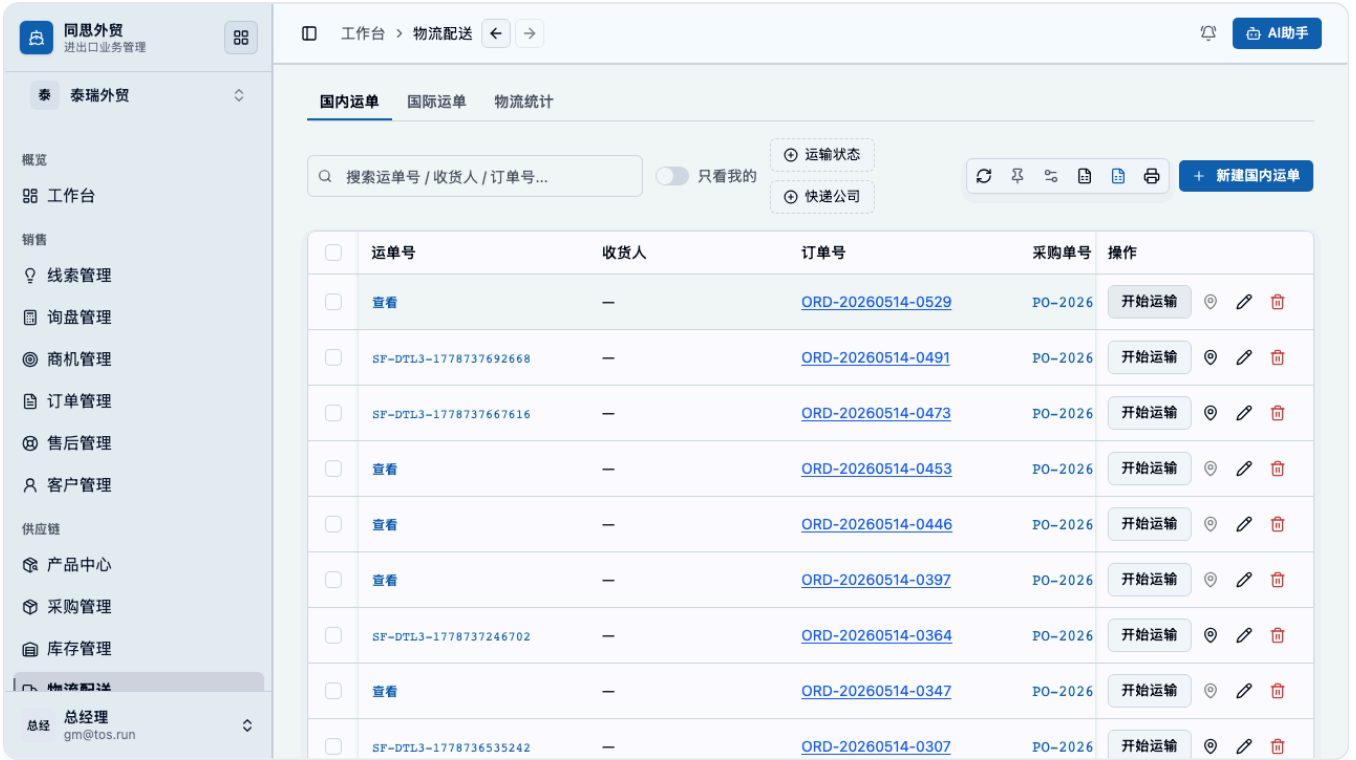 同思外贸
进出口业务管理
泰 泰瑞外贸
概览
工作台
销售
线索管理
询盘管理
商机管理
订单管理
售后管理
客户管理
供应链
产品中心
采购管理
库存管理
物流配送
总经 总经理
gm@tos.run
工作台 > 物流配送
AI助手
国内运单 国际运单 物流统计
搜索运单号 / 收货人 / 订单号...
只看我的
运输状态
快递公司
新建国内运单
运单号 收货人 订单号 采购单号 操作
查看 — ORD-20260514-0529 PO-2026 开始运输
SF-DTL3-1778737692668 — ORD-20260514-0491 PO-2026 开始运输
SF-DTL3-1778737667616 — ORD-20260514-0473 PO-2026 开始运输
查看 — ORD-20260514-0453 PO-2026 开始运输
查看 — ORD-20260514-0446 PO-2026 开始运输
查看 — ORD-20260514-0397 PO-2026 开始运输
SF-DTL3-1778737246702 — ORD-20260514-0364 PO-2026 开始运输
查看 — ORD-20260514-0347 PO-2026 开始运输
SF-DTL3-1778736535242 — ORD-20260514-0307 PO-2026 开始运输